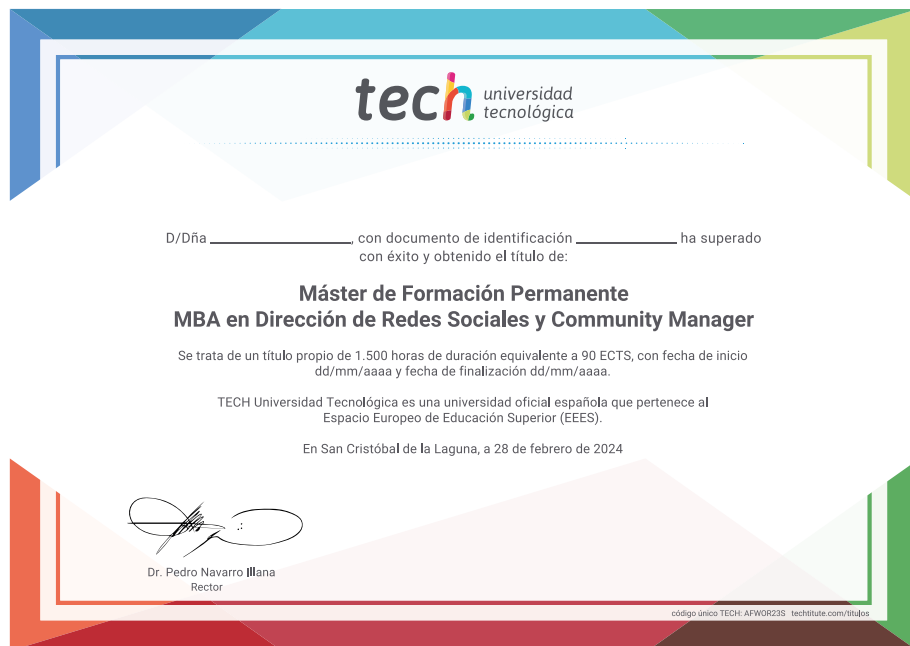 tech universidad
tecnológica
D/Dña , con documento de identificación ha superado
con éxito y obtenido el título de:
Máster de Formación Permanente
MBA en Dirección de Redes Sociales y Community Manager
Se trata de un título propio de 1.500 horas de duración equivalente a 90 ECTS, con fecha de inicio
dd/mm/aaaa y fecha de finalización dd/mm/aaaa.
TECH Universidad Tecnológica es una universidad oficial española que pertenece al
Espacio Europeo de Educación Superior (EEES).
En San Cristóbal de la Laguna, a 28 de febrero de 2024
Dr. Pedro Navarro Illana
Rector
código único TECH: AFWOR23S techtitute.com/titulos